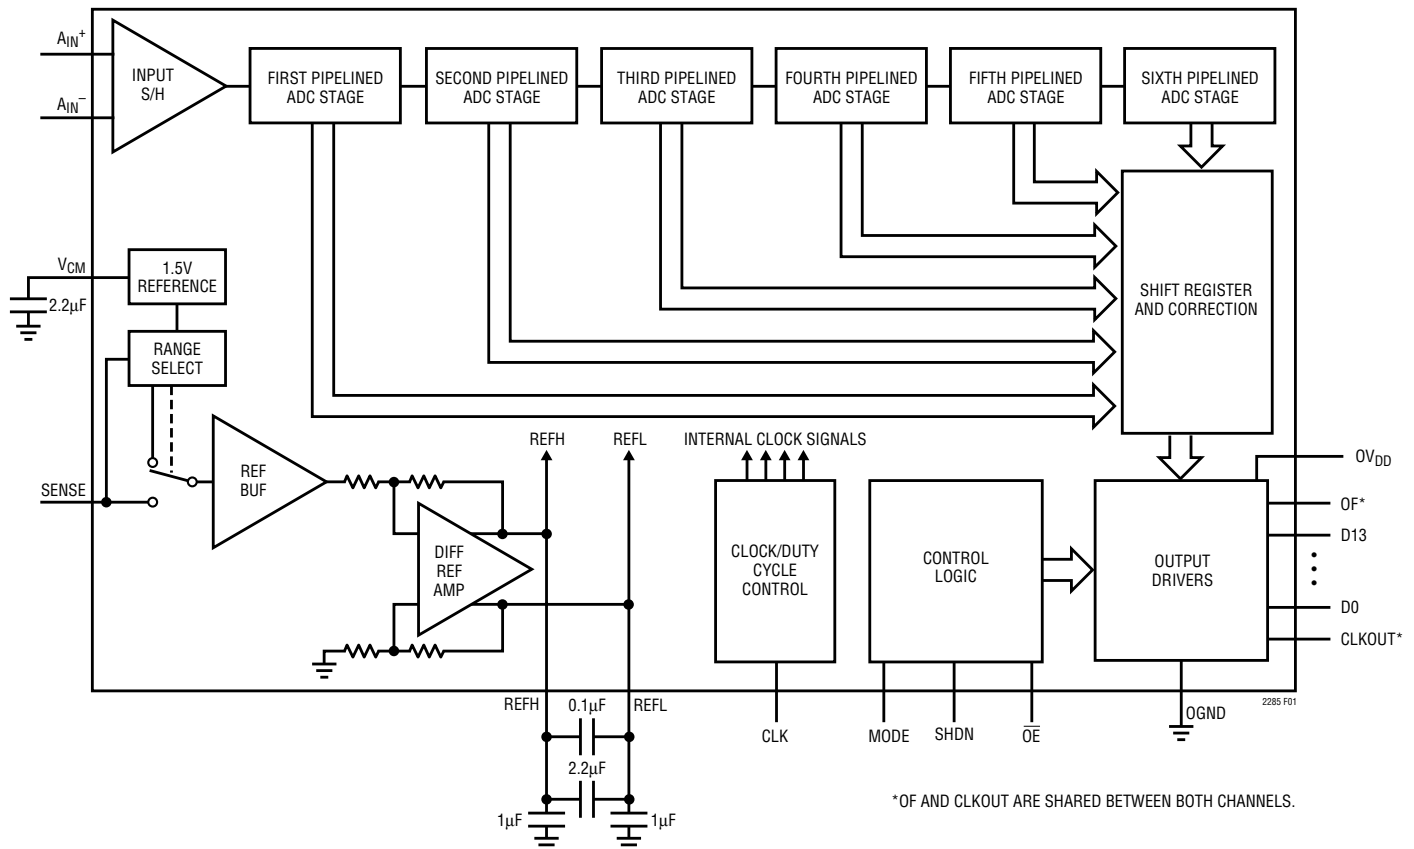 AIN+
AIN–
INPUT
S/H
FIRST PIPELINED
ADC STAGE
SECOND PIPELINED
ADC STAGE
THIRD PIPELINED
ADC STAGE
FOURTH PIPELINED
ADC STAGE
FIFTH PIPELINED
ADC STAGE
SIXTH PIPELINED
ADC STAGE
VCM
2.2µF
1.5V
REFERENCE
RANGE
SELECT
SHIFT REGISTER
AND CORRECTION
SENSE
REF
BUF
DIFF
REF
AMP
REFH
REFL
INTERNAL CLOCK SIGNALS
CLOCK/DUTY
CYCLE
CONTROL
CONTROL
LOGIC
OUTPUT
DRIVERS
OVDD
OF*
D13
D0
CLKOUT*
REFH
0.1µF
REFL
2.2µF
1µF
1µF
CLK
MODE
SHDN
O̅E̅
OGND
2285 F01
*OF AND CLKOUT ARE SHARED BETWEEN BOTH CHANNELS.